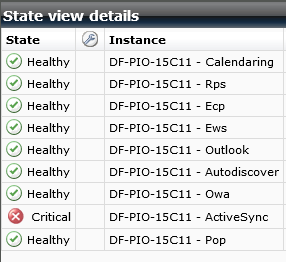 State view details
State Instance
Healthy DF-PIO-15C11 - Calendaring
Healthy DF-PIO-15C11 - Rps
Healthy DF-PIO-15C11 - Ecp
Healthy DF-PIO-15C11 - Ews
Healthy DF-PIO-15C11 - Outlook
Healthy DF-PIO-15C11 - Autodiscover
Healthy DF-PIO-15C11 - Owa
Critical DF-PIO-15C11 - ActiveSync
Healthy DF-PIO-15C11 - Pop